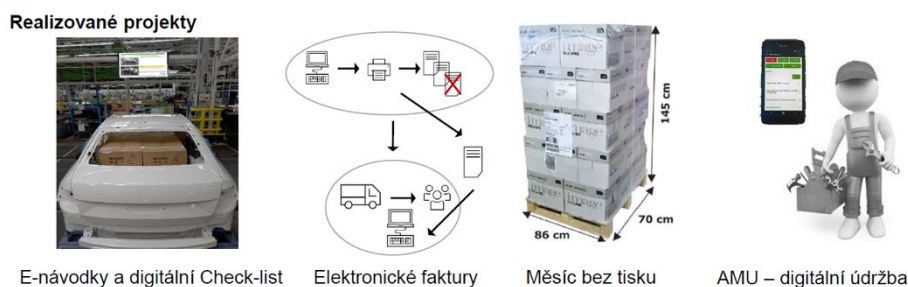 Realizované projekty
145 cm
70 cm
86 cm
E-návodky a digitální Check-list
Elektronické faktury
Měsíc bez tisku
AMU – digitální údržba